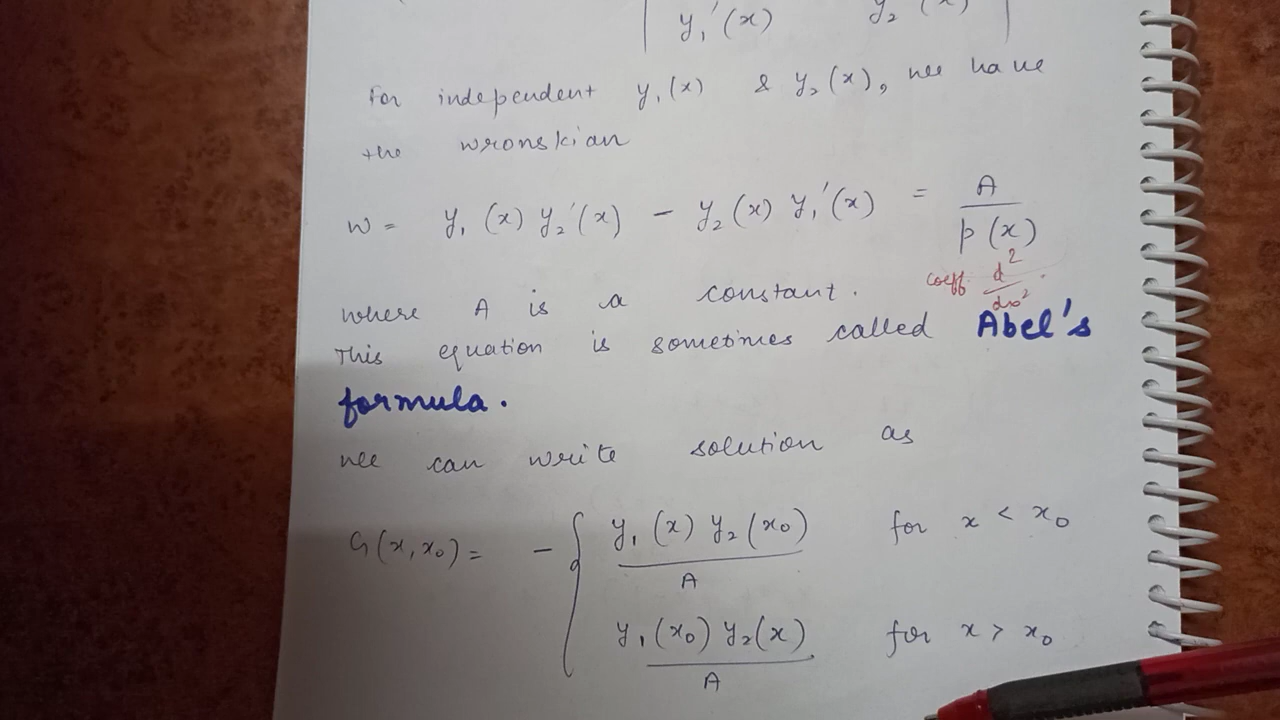 y₁'(x) y₂'(x)
For independent y₁(x) & y₂(x), we have
the wronskian
W = y₁(x) y₂'(x) - y₂(x) y₁'(x) = A / p(x)
coeff d²/dx².
where A is a constant.
This equation is sometimes called Abel's
formula.
we can write solution as
G(x, x₀) = - { y₁(x) y₂(x₀) / A for x < x₀
y₁(x₀) y₂(x) / A for x > x₀